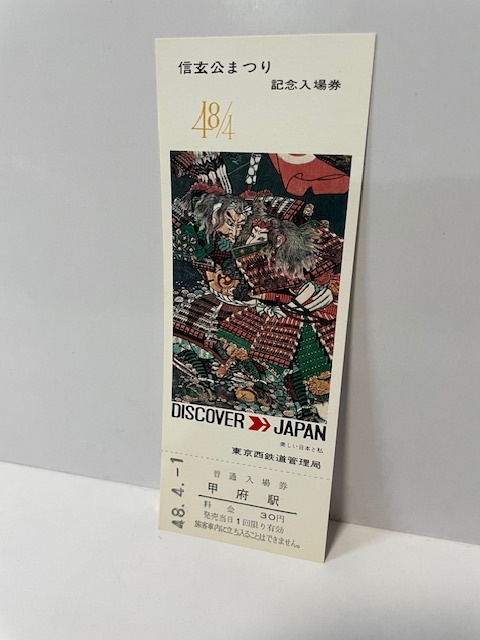 信玄公まつり
記念入場券
48/4
DISCOVER JAPAN
美しい日本と私
東京西鉄道管理局
普通入場券
甲府駅
料金 30円
発売当日1回限り有効
旅客車内に立ち入ることはできません。
48.4.-1